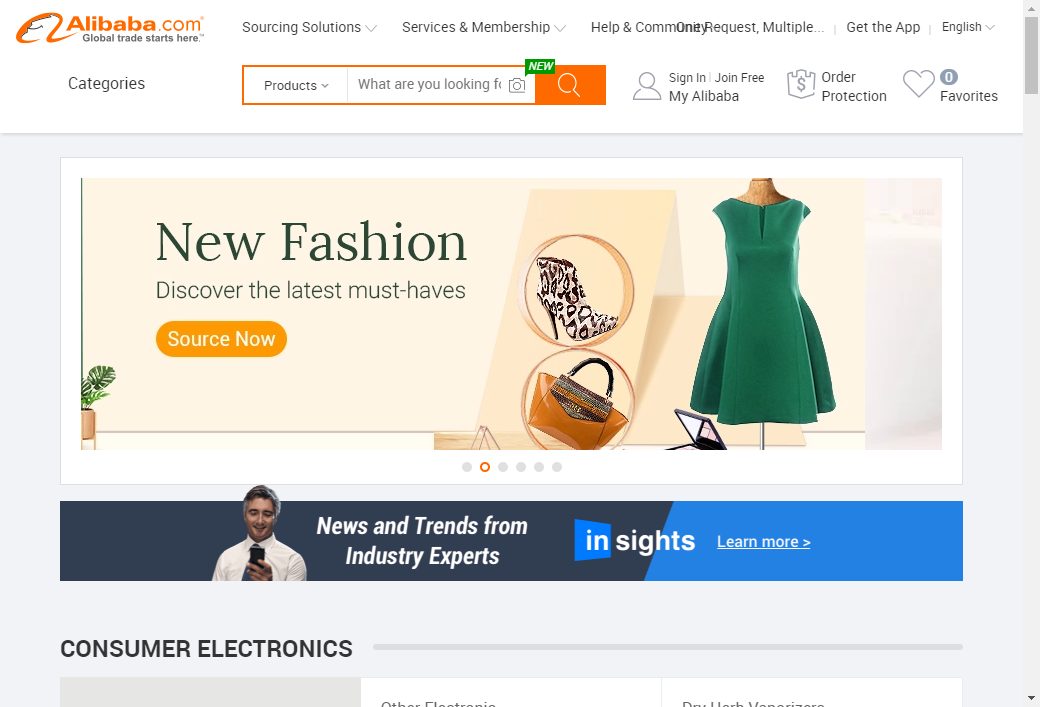 Alibaba.com
Global trade starts here.™
Sourcing Solutions
Services & Membership
Help & Community
One Request, Multiple...
Get the App
English
Categories
Products
What are you looking fo
NEW
Sign In
Join Free
My Alibaba
Order
Protection
0
Favorites
New Fashion
Discover the latest must-haves
Source Now
News and Trends from
Industry Experts
in sights
Learn more >
CONSUMER ELECTRONICS
Other Electronic
Dry Herb Vaporizers